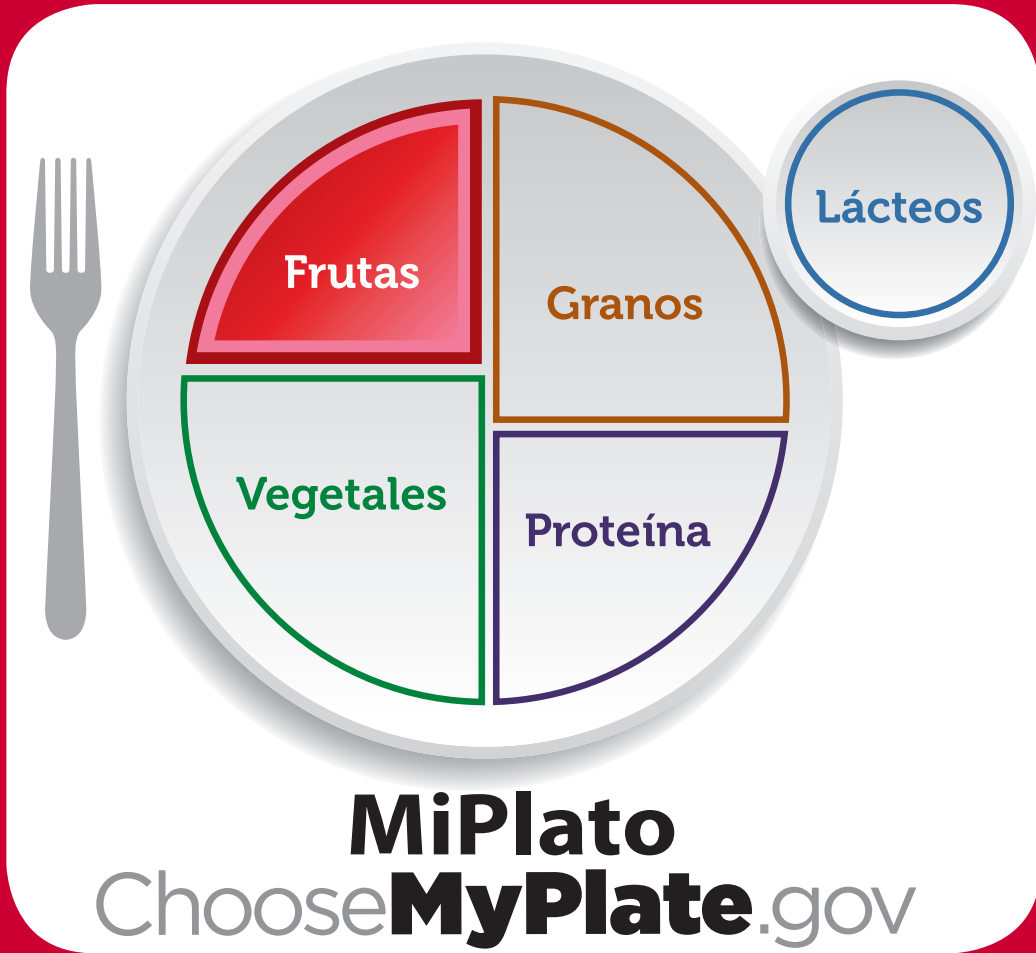 Lácteos
Frutas
Granos
Vegetales
Proteína
MiPlato
ChooseMyPlate.gov